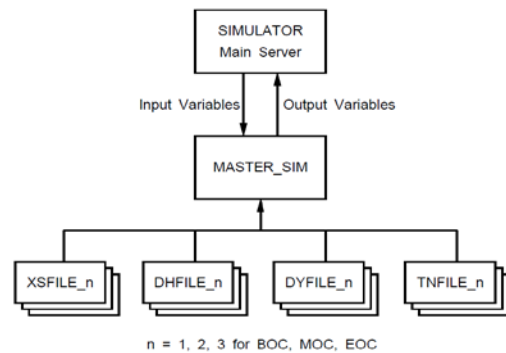 SIMULATOR
Main Server
Input Variables
Output Variables
MASTER_SIM
XSFILE_n
DHFILE_n
DYFILE_n
TNFILE_n
n = 1, 2, 3 for BOC, MOC, EOC